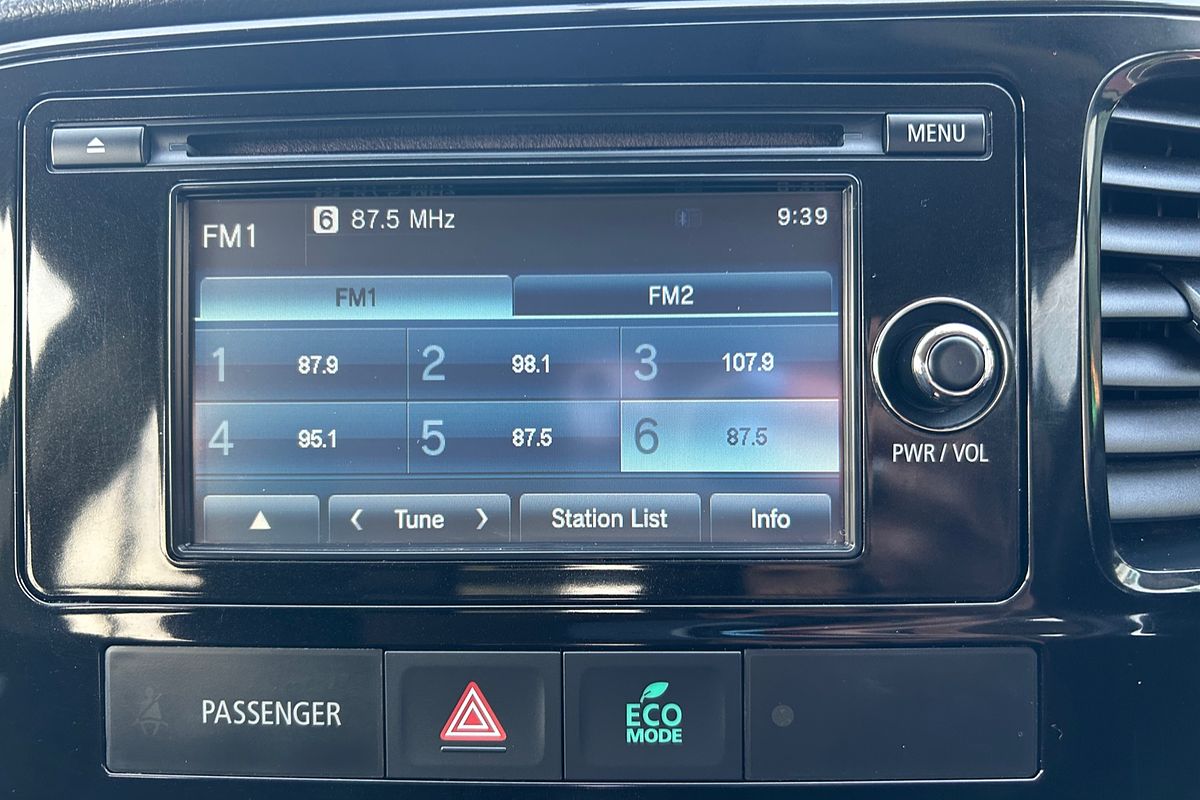 MENU
FM1
6 87.5 MHz
9:39
FM1
FM2
1 87.9
2 98.1
3 107.9
4 95.1
5 87.5
6 87.5
Tune
Station List
Info
PWR / VOL
PASSENGER
ECO
MODE